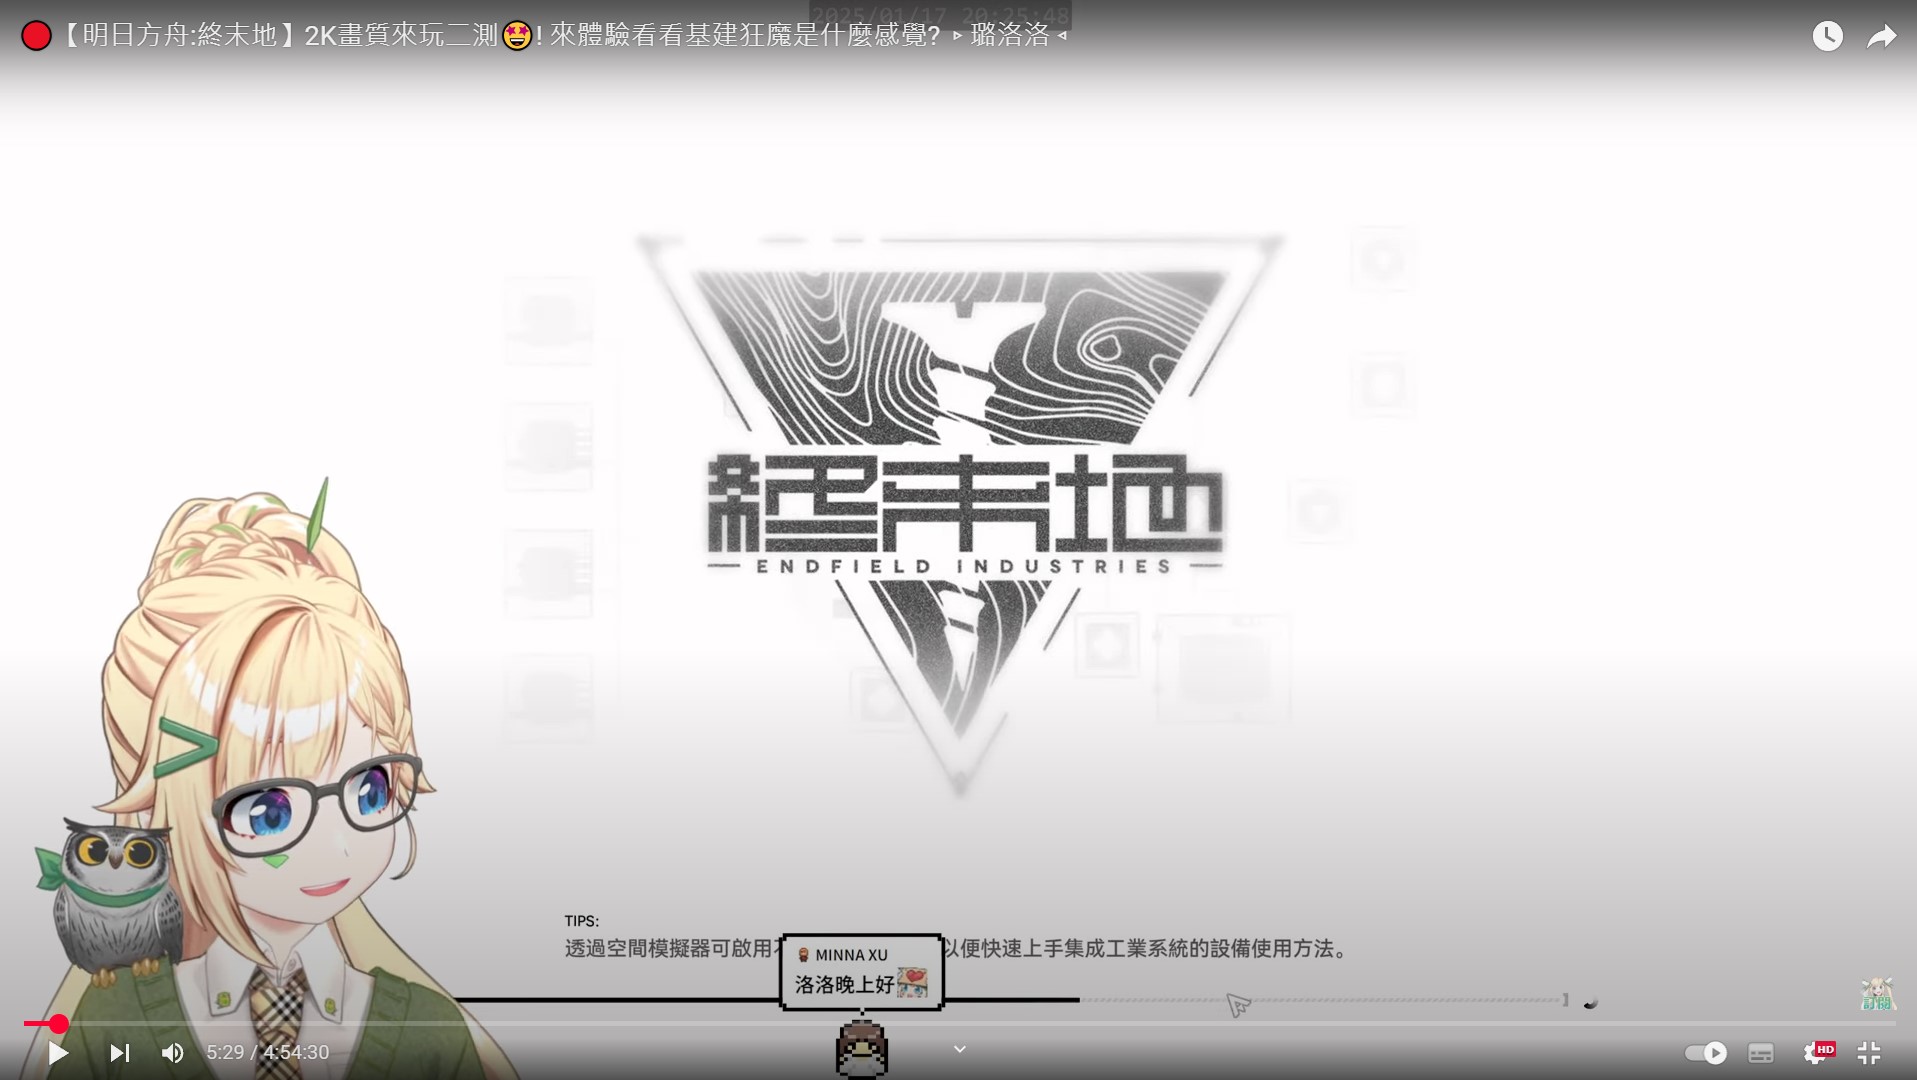 2025/01/17 20:25:48
🔴【明日方舟:終末地】2K畫質來玩二測🤩! 來體驗看看基建狂魔是什麼感覺? ▹ 璐洛洛 ◃
終末地
ENDFIELD INDUSTRIES
TIPS:
透過空間模擬器可啟用 以便快速上手集成工業系統的設備使用方法。
MINNA XU
洛洛晚上好
訂閱
5:29 / 4:54:30
HD